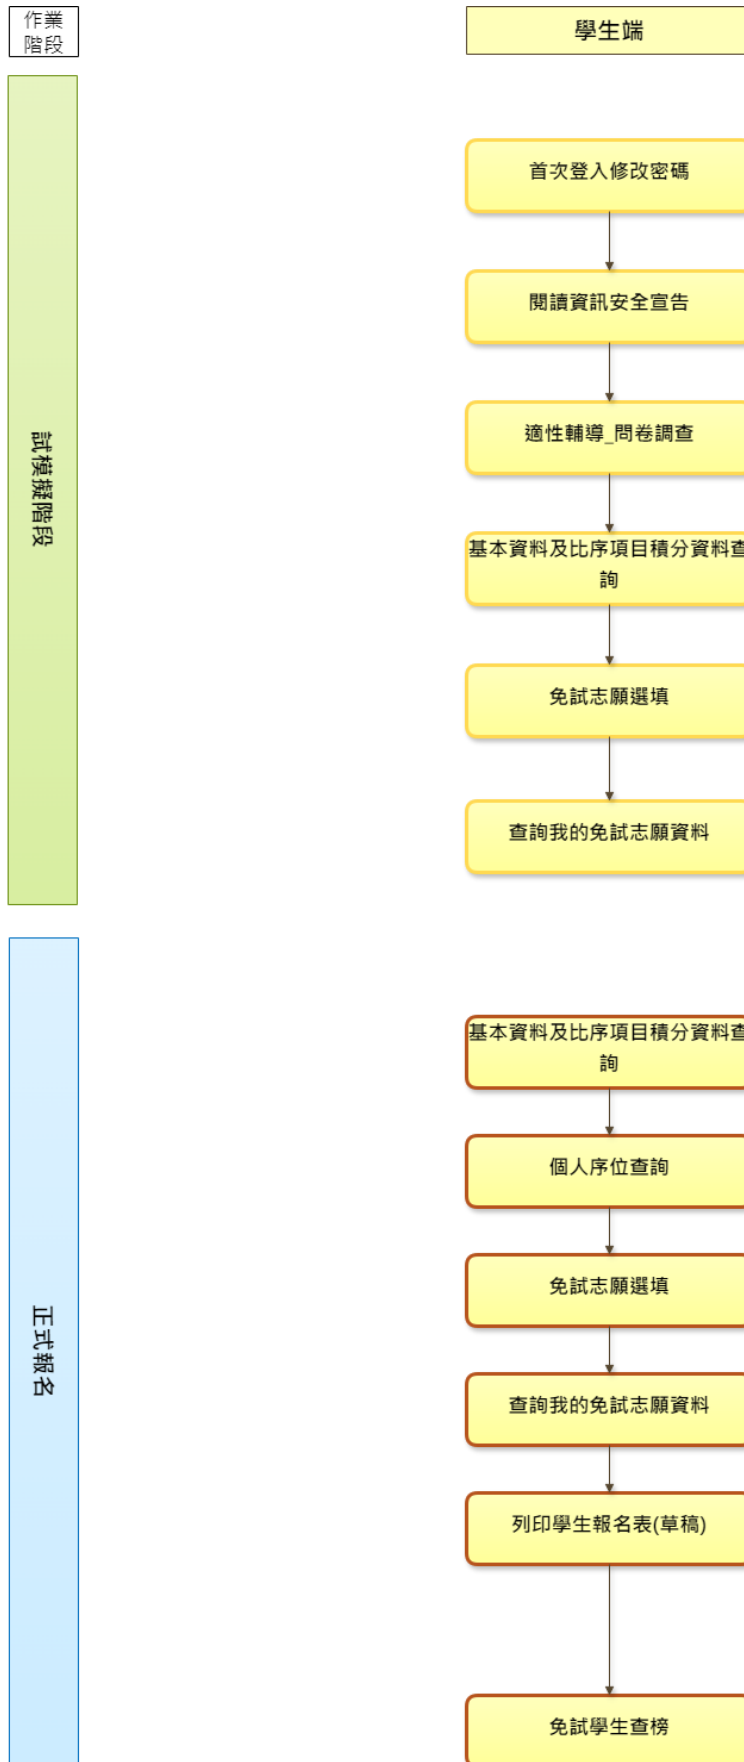 作業
階段
學生端
試模擬階段
首次登入修改密碼
閱讀資訊安全宣告
適性輔導_問卷調查
基本資料及比序項目積分資料查
詢
免試志願選填
查詢我的免試志願資料
正式報名
基本資料及比序項目積分資料查
詢
個人序位查詢
免試志願選填
查詢我的免試志願資料
列印學生報名表(草稿)
免試學生查榜